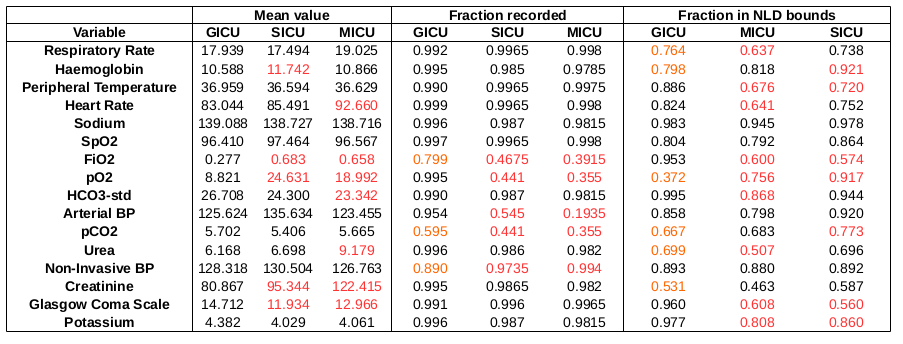 Mean value Fraction recorded Fraction in NLD bounds
Variable GICU SICU MICU GICU SICU MICU GICU MICU SICU
Respiratory Rate 17.939 17.494 19.025 0.992 0.9965 0.998 0.764 0.637 0.738
Haemoglobin 10.588 11.742 10.866 0.995 0.985 0.9785 0.798 0.818 0.921
Peripheral Temperature 36.959 36.594 36.629 0.990 0.9965 0.9975 0.886 0.676 0.720
Heart Rate 83.044 85.491 92.660 0.999 0.9965 0.998 0.824 0.641 0.752
Sodium 139.088 138.727 138.716 0.996 0.987 0.9815 0.983 0.945 0.978
SpO2 96.410 97.464 96.567 0.997 0.9965 0.998 0.804 0.792 0.864
FiO2 0.277 0.683 0.658 0.799 0.4675 0.3915 0.953 0.600 0.574
pO2 8.821 24.631 18.992 0.995 0.441 0.355 0.372 0.756 0.917
HCO3-std 26.708 24.300 23.342 0.990 0.987 0.9815 0.995 0.868 0.944
Arterial BP 125.624 135.634 123.455 0.954 0.545 0.1935 0.858 0.798 0.920
pCO2 5.702 5.406 5.665 0.595 0.441 0.355 0.667 0.683 0.773
Urea 6.168 6.698 9.179 0.996 0.986 0.982 0.699 0.507 0.696
Non-Invasive BP 128.318 130.504 126.763 0.890 0.9735 0.994 0.893 0.880 0.892
Creatinine 80.867 95.344 122.415 0.995 0.9865 0.982 0.531 0.463 0.587
Glasgow Coma Scale 14.712 11.934 12.966 0.991 0.996 0.9965 0.960 0.608 0.560
Potassium 4.382 4.029 4.061 0.996 0.987 0.9815 0.977 0.808 0.860